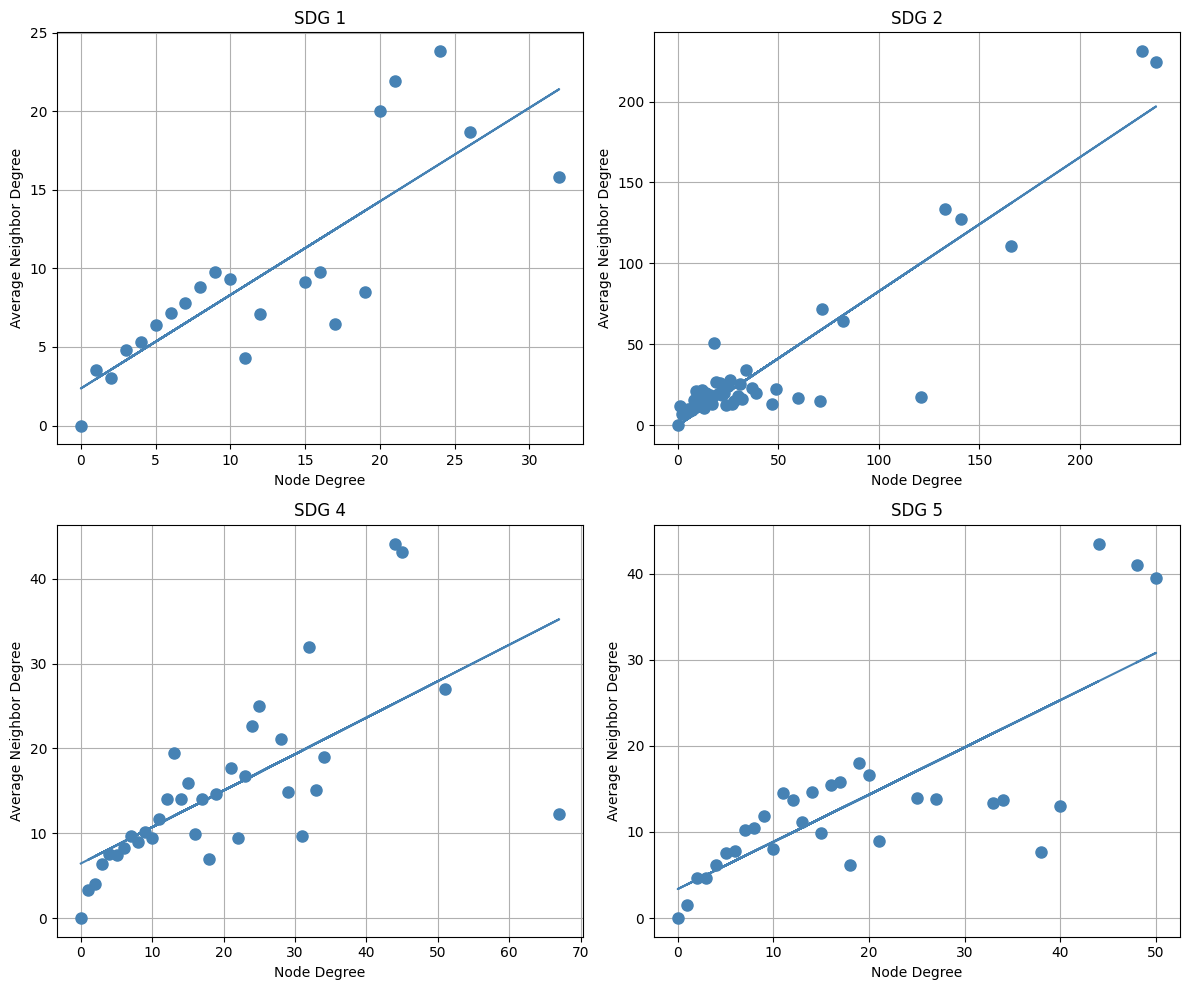 SDG 1
25
20
15
10
5
0
Average Neighbor Degree
0 5 10 15 20 25 30
Node Degree
SDG 2
200
150
100
50
0
Average Neighbor Degree
0 50 100 150 200
Node Degree
SDG 4
40
30
20
10
0
Average Neighbor Degree
0 10 20 30 40 50 60 70
Node Degree
SDG 5
40
30
20
10
0
Average Neighbor Degree
0 10 20 30 40 50
Node Degree